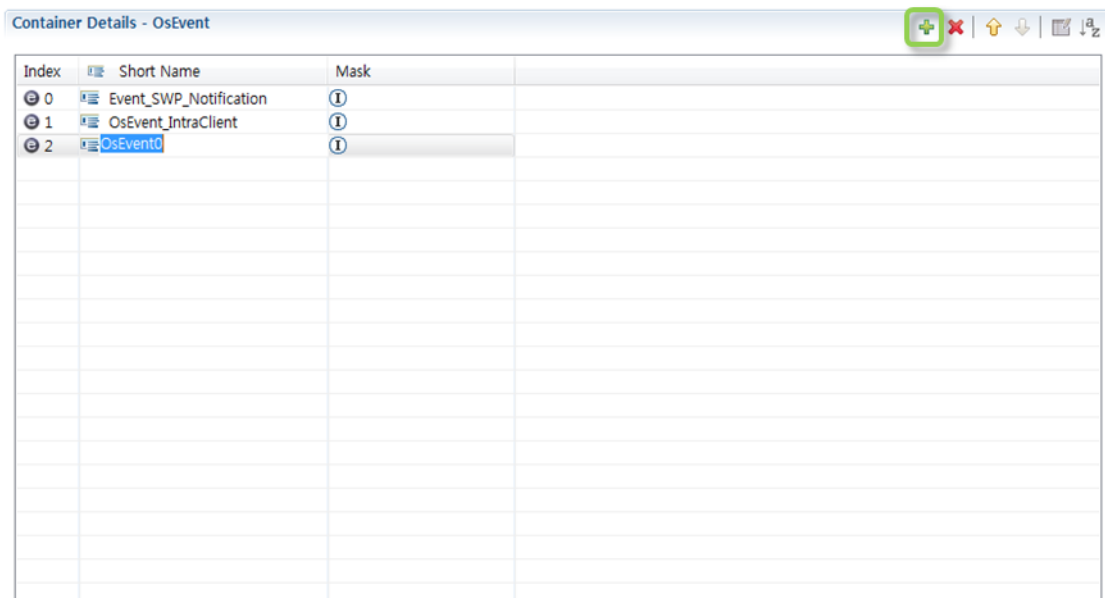 Container Details - OsEvent
Index Short Name Mask
0 Event_SWP_Notification I
1 OsEvent_IntraClient I
2 OsEvent0 I